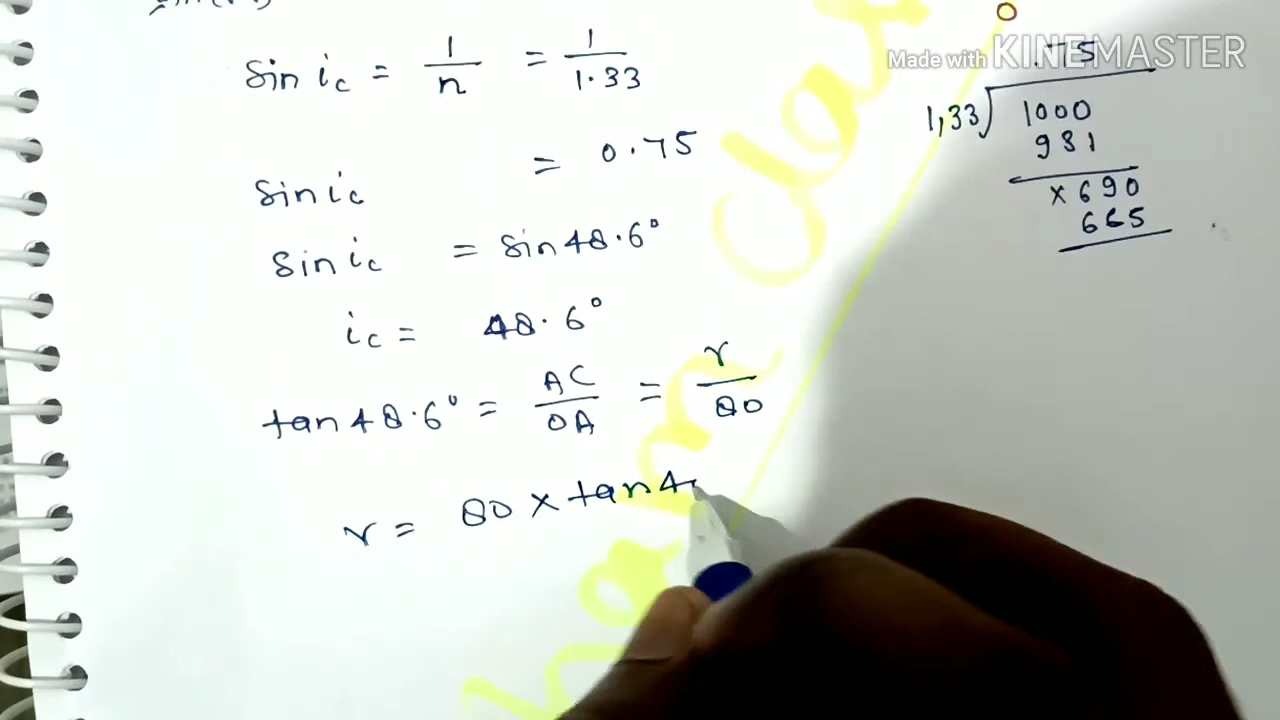 sin ic = 1/n = 1/1.33
sin ic = 0.75
sin ic = sin 48.6°
ic = 48.6°
tan 48.6° = AC/OA = r/80
r = 80 × tan 4
Made with KINEMASTER
.75
1,33 ) 1000
981
× 690
665